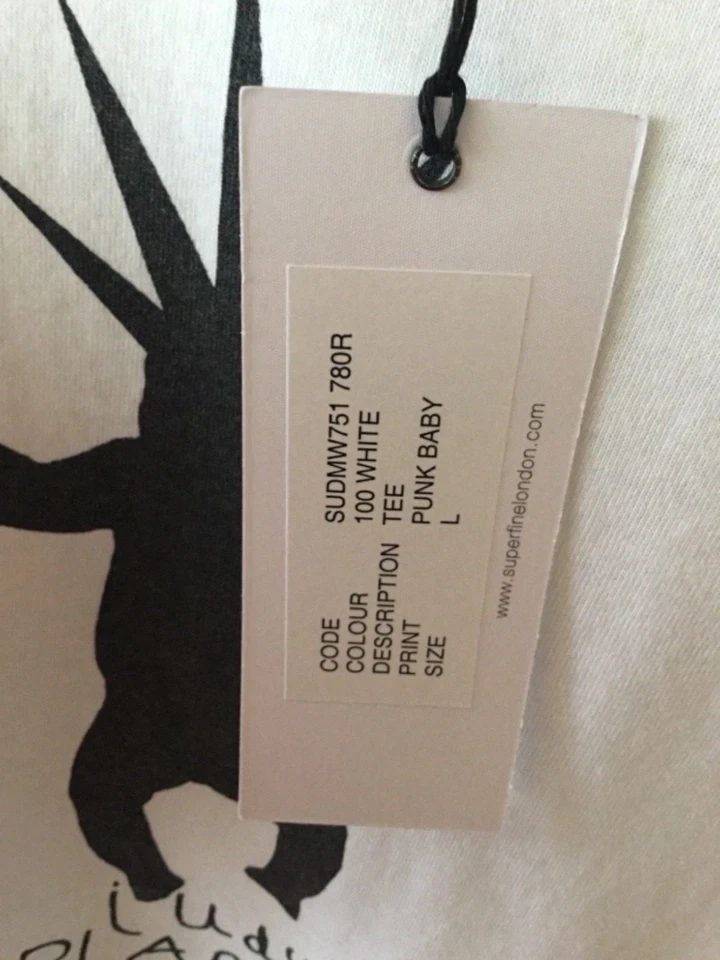 CODE SUDMW751 780R
COLOUR 100 WHITE
DESCRIPTION TEE
PRINT PUNK BABY
SIZE L
www.superfinelondon.com